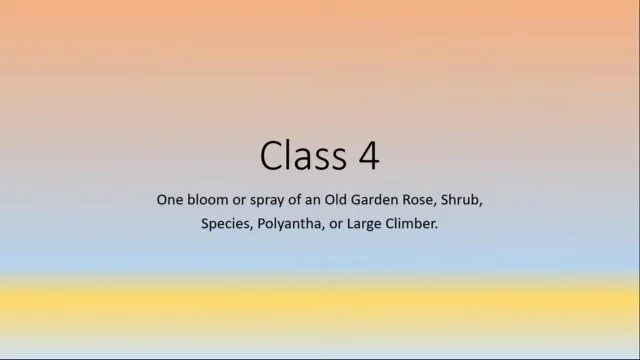 Class 4
One bloom or spray of an Old Garden Rose, Shrub,
Species, Polyantha, or Large Climber.